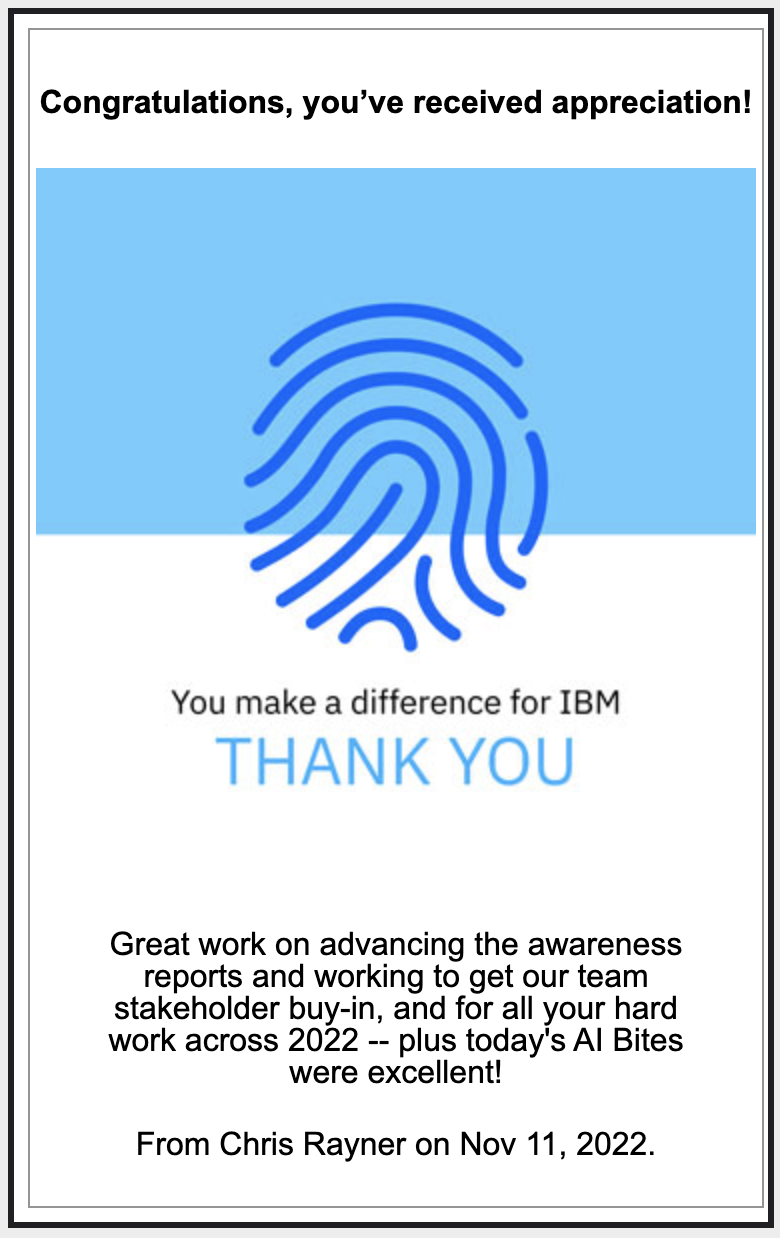 Congratulations, you’ve received appreciation!
You make a difference for IBM
THANK YOU
Great work on advancing the awareness
reports and working to get our team
stakeholder buy-in, and for all your hard
work across 2022 -- plus today's AI Bites
were excellent!
From Chris Rayner on Nov 11, 2022.